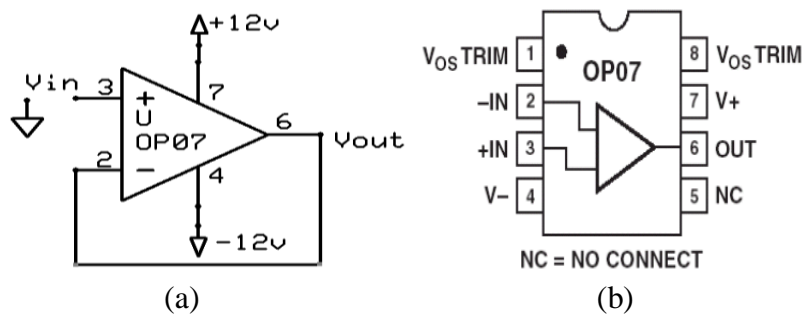 +12v
Vin
3
+
7
U
OP07
6
Vout
2
-
4
-12v
(a)
VOS TRIM 1 8 VOS TRIM
OP07
–IN 2 7 V+
+IN 3 6 OUT
V– 4 5 NC
NC = NO CONNECT
(b)